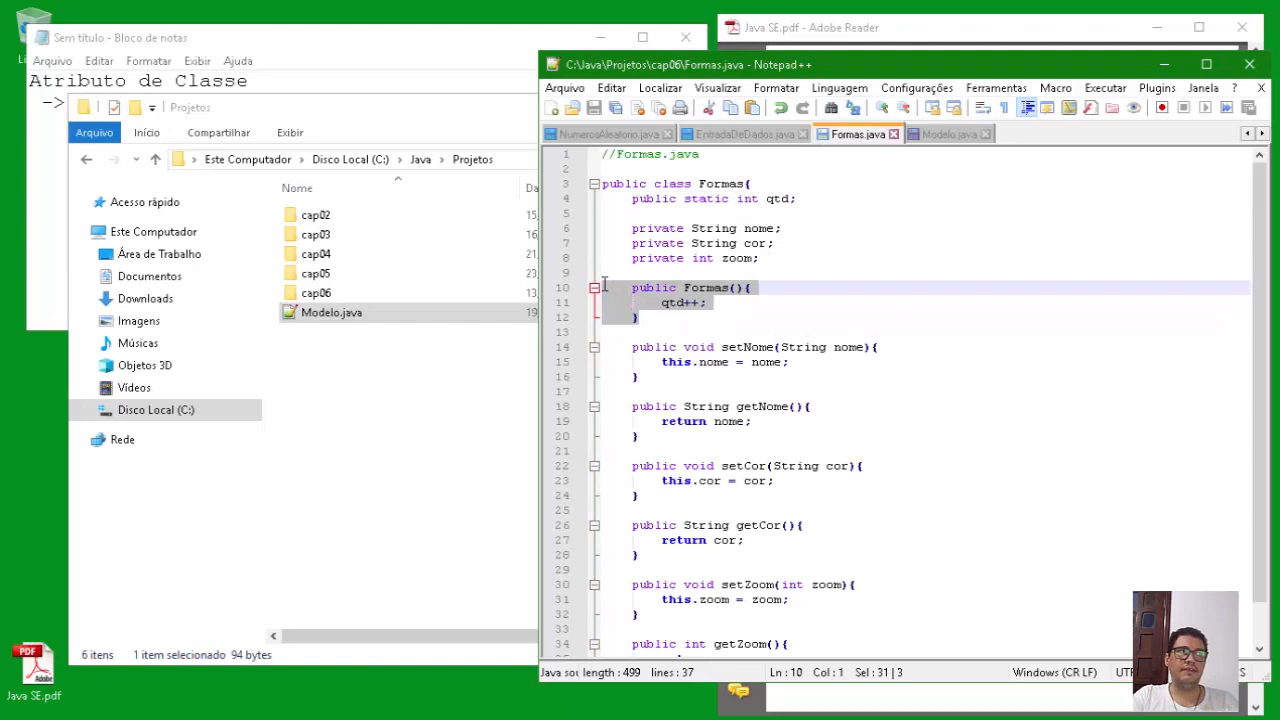 Sem título - Bloco de notas
Arquivo Editar Formatar Exibir Ajuda
Atributo de Classe
->
Projetos
Arquivo Início Compartilhar Exibir
Este Computador Disco Local (C:) Java Projetos
Nome
Acesso rápido
Este Computador
Área de Trabalho
Documentos
Downloads
Imagens
Músicas
Objetos 3D
Vídeos
Disco Local (C:)
Rede
cap02
cap03
cap04
cap05
cap06
Modelo.java
15,
16,
21,
23,
19,
6 itens 1 item selecionado 94 bytes
PDF
Java SE.pdf
Java SE.pdf - Adobe Reader
C:\Java\Projetos\cap06\Formas.java - Notepad++
Arquivo Editar Localizar Visualizar Formatar Linguagem Configurações Ferramentas Macro Executar Plugins Janela ? X
NumerosAleatorio.java EntradaDeDados.java Formas.java Modelo.java
1 //Formas.java
2
3 public class Formas{
4 public static int qtd;
5
6 private String nome;
7 private String cor;
8 private int zoom;
9
10 public Formas(){
11 qtd++;
12 }
13
14 public void setNome(String nome){
15 this.nome = nome;
16 }
17
18 public String getNome(){
19 return nome;
20 }
21
22 public void setCor(String cor){
23 this.cor = cor;
24 }
25
26 public String getCor(){
27 return cor;
28 }
29
30 public void setZoom(int zoom){
31 this.zoom = zoom;
32 }
33
34 public int getZoom(){
Java sou length : 499 lines : 37 Ln : 10 Col : 1 Sel : 31 | 3 Windows (CR LF)